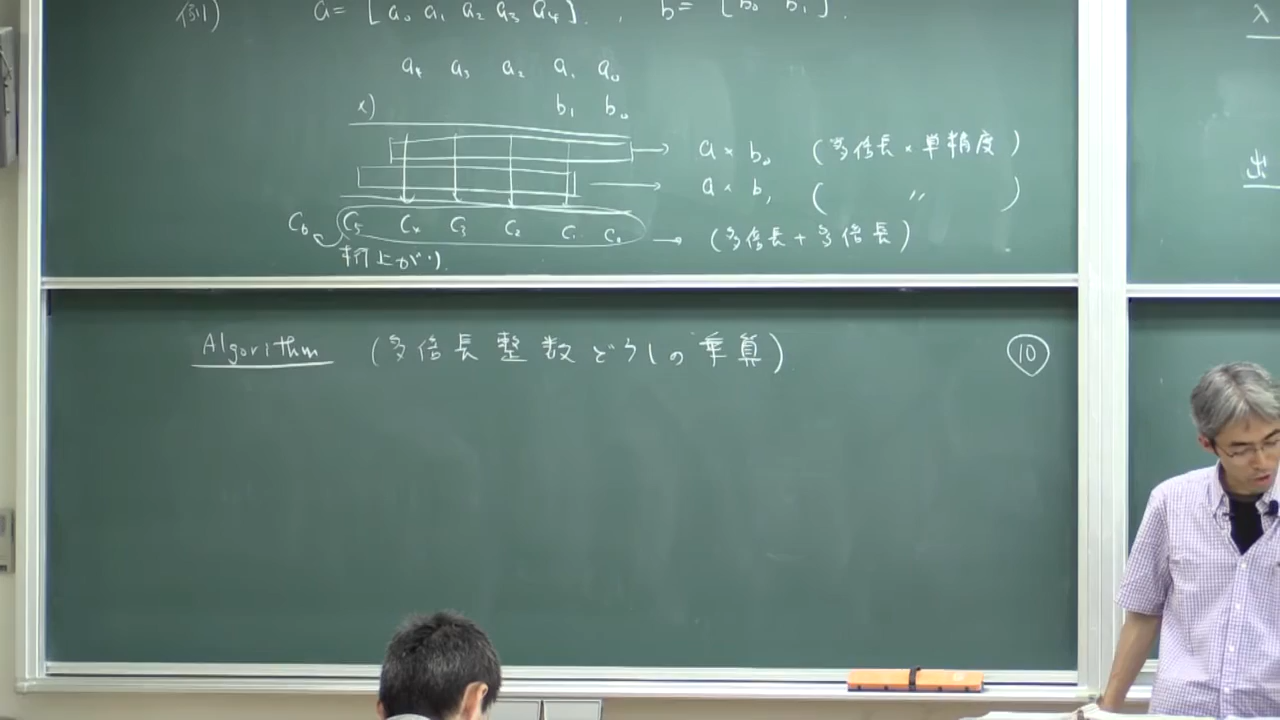 例) a = [a₀ a₁ a₂ a₃ a₄]. , b = [b₀ b₁].
a₄ a₃ a₂ a₁ a₀
×) b₁ b₀
→ a × b₀ (多倍長 × 単精度)
→ a × b₁ ( 〃 )
C₆ C₅ C₄ C₃ C₂ C₁ C₀ → (多倍長 + 多倍長)
桁上がり.
Algorithm (多倍長整数どうしの乗算) ⑩
λ
出